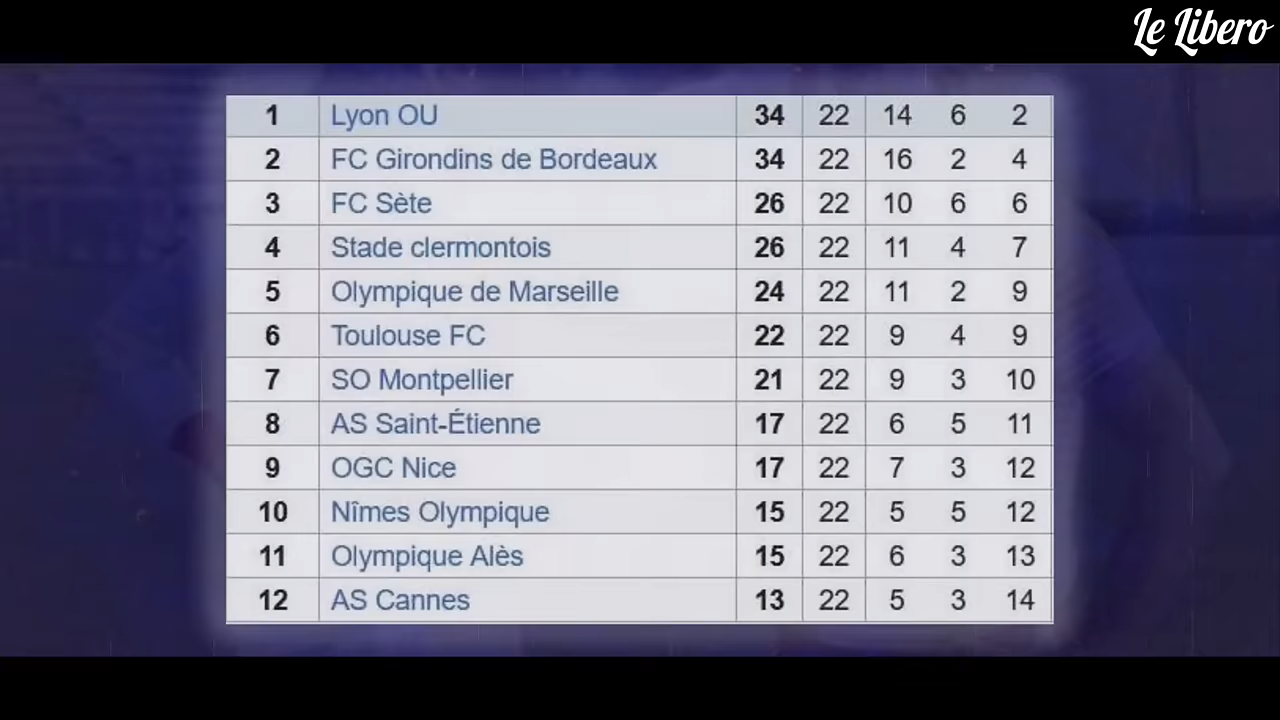 Le Libero
1 Lyon OU 34 22 14 6 2
2 FC Girondins de Bordeaux 34 22 16 2 4
3 FC Sète 26 22 10 6 6
4 Stade clermontois 26 22 11 4 7
5 Olympique de Marseille 24 22 11 2 9
6 Toulouse FC 22 22 9 4 9
7 SO Montpellier 21 22 9 3 10
8 AS Saint-Étienne 17 22 6 5 11
9 OGC Nice 17 22 7 3 12
10 Nîmes Olympique 15 22 5 5 12
11 Olympique Alès 15 22 6 3 13
12 AS Cannes 13 22 5 3 14